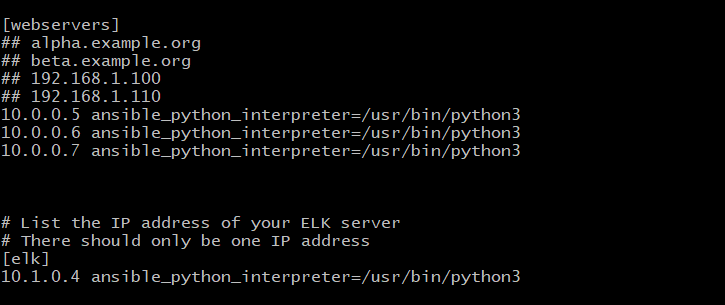 [webservers]
## alpha.example.org
## beta.example.org
## 192.168.1.100
## 192.168.1.110
10.0.0.5 ansible_python_interpreter=/usr/bin/python3
10.0.0.6 ansible_python_interpreter=/usr/bin/python3
10.0.0.7 ansible_python_interpreter=/usr/bin/python3
# List the IP address of your ELK server
# There should only be one IP address
[elk]
10.1.0.4 ansible_python_interpreter=/usr/bin/python3